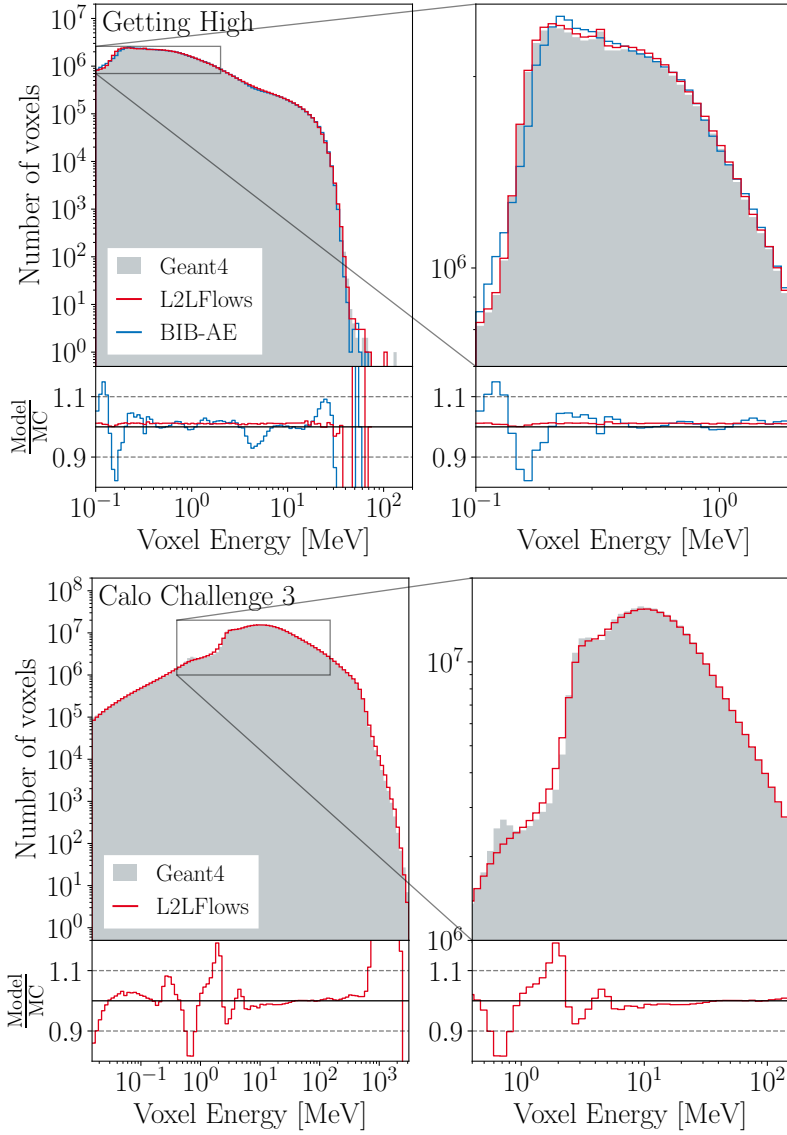 Getting High
10^7
10^6
10^5
10^4
10^3
10^2
10^1
10^0
Number of voxels
Geant4
L2LFlows
BIB-AE
10^6
Model
MC
1.1
0.9
1.1
0.9
10^-1
10^0
10^1
10^2
10^-1
10^0
Voxel Energy [MeV]
Voxel Energy [MeV]
Calo Challenge 3
10^8
10^7
10^6
10^5
10^4
10^3
10^2
10^1
10^0
Number of voxels
Geant4
L2LFlows
10^7
10^6
Model
MC
1.1
0.9
1.1
0.9
10^-1
10^0
10^1
10^2
10^3
10^0
10^1
10^2
Voxel Energy [MeV]
Voxel Energy [MeV]